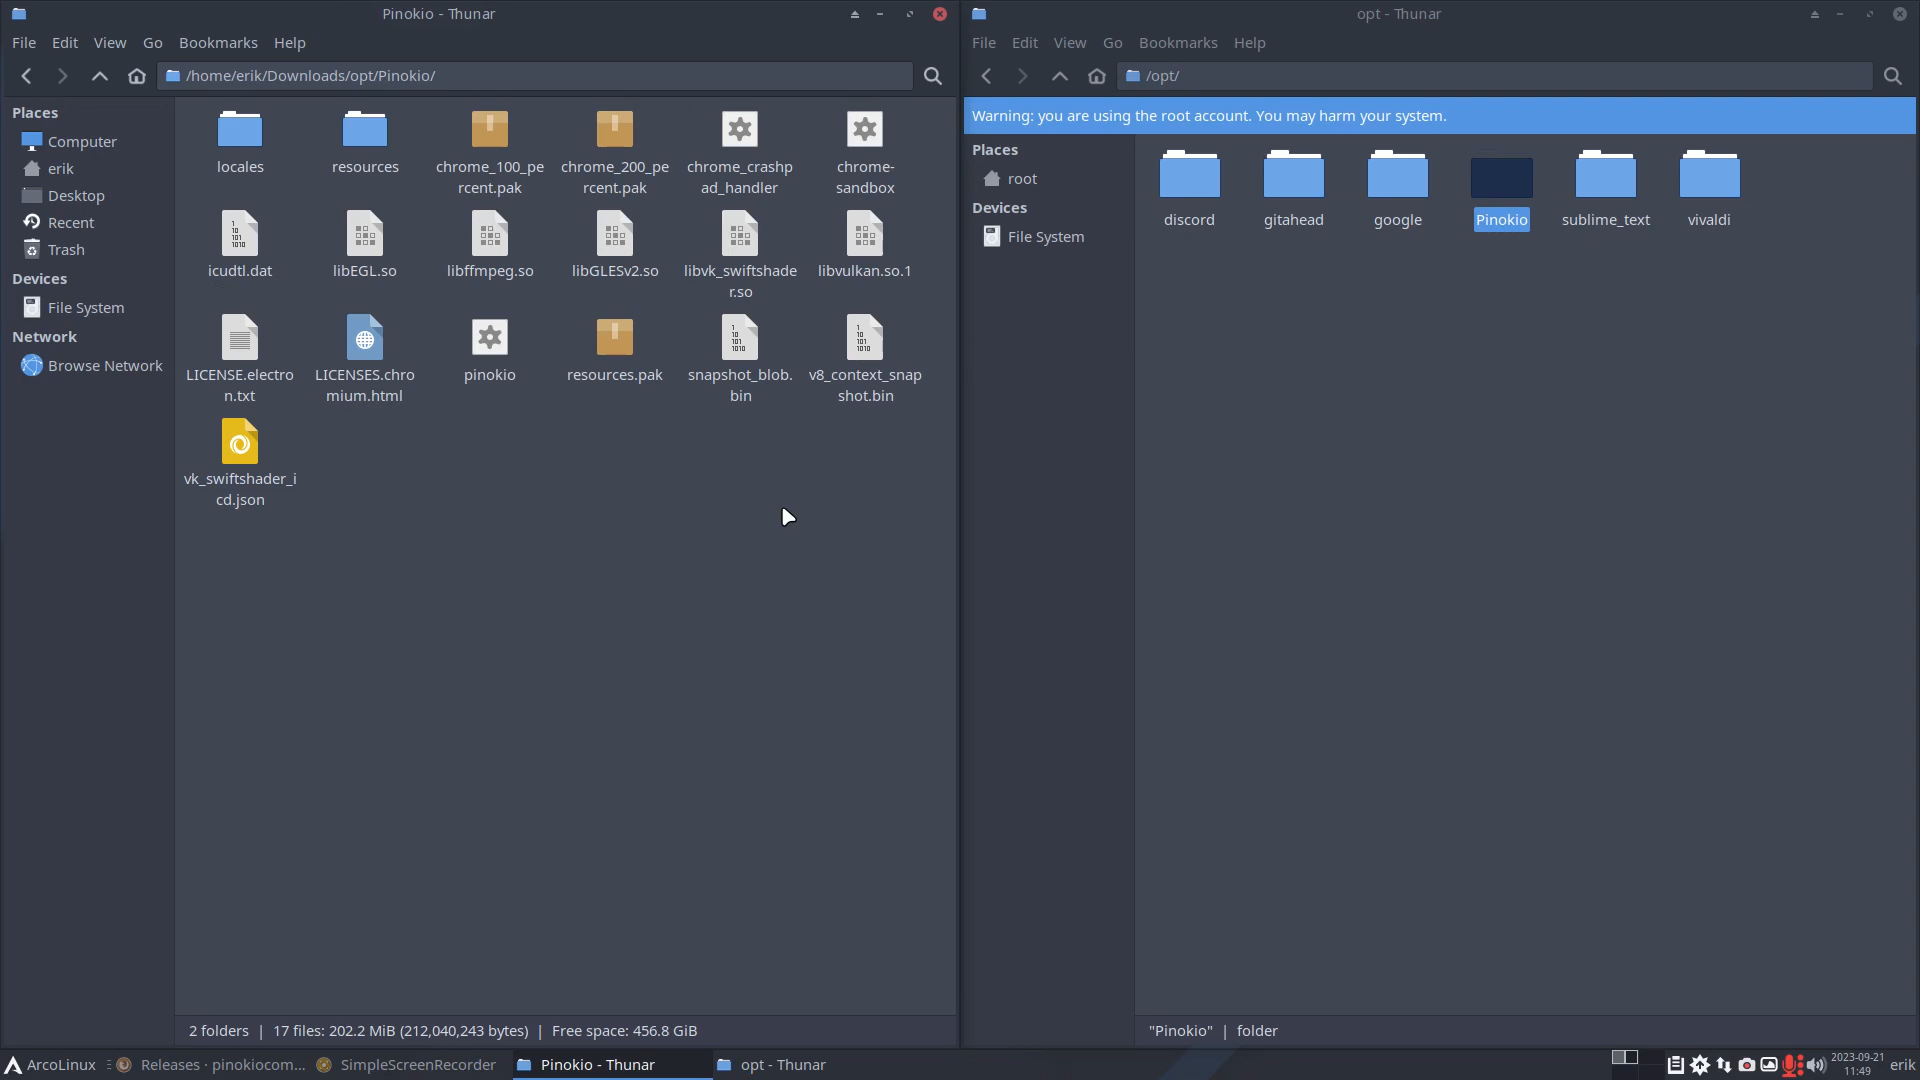 Pinokio - Thunar
File Edit View Go Bookmarks Help
/home/erik/Downloads/opt/Pinokio/
Places
Computer
erik
Desktop
Recent
Trash
Devices
File System
Network
Browse Network
locales
resources
chrome_100_pe
rcent.pak
chrome_200_pe
rcent.pak
chrome_crashp
ad_handler
chrome-
sandbox
icudtl.dat
libEGL.so
libffmpeg.so
libGLESv2.so
libvk_swiftshade
r.so
libvulkan.so.1
LICENSE.electro
n.txt
LICENSES.chro
mium.html
pinokio
resources.pak
snapshot_blob.
bin
v8_context_snap
shot.bin
vk_swiftshader_i
cd.json
2 folders | 17 files: 202.2 MiB (212,040,243 bytes) | Free space: 456.8 GiB
opt - Thunar
File Edit View Go Bookmarks Help
/opt/
Warning: you are using the root account. You may harm your system.
Places
root
Devices
File System
discord
gitahead
google
Pinokio
sublime_text
vivaldi
"Pinokio" | folder
ArcoLinux
Releases · pinokiocom...
SimpleScreenRecorder
Pinokio - Thunar
opt - Thunar
2023-09-21
11:49
erik